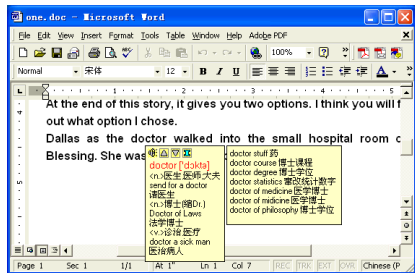 one.doc - Microsoft Word
File Edit View Insert Format Tools Table Window Help Adobe PDF
100%
Normal 宋体 12 B I U A
1 2 3 4 5
At the end of this story, it gives you two options. I think you will f
out what option I chose.
Dallas as the doctor walked into the small hospital room o
Blessing. She was
doctor ['dɔktə]
<n.>医生 医师;大夫
send for a doctor
请医生
<n.>博士(缩Dr.)
Doctor of Laws
法学博士
<v.>诊治 医疗
doctor a sick man
医治病人
doctor stuff 药
doctor course 博士课程
doctor degree 博士学位
doctor statistics 窜改统计数字
doctor of medicine 医学博士
doctor of midicine 医学博士
doctor of philosophy 博士学位
Page 1 Sec 1 1/1 At 1" Ln 1 Col 7 REC TRK EXT OVR Chinese (P